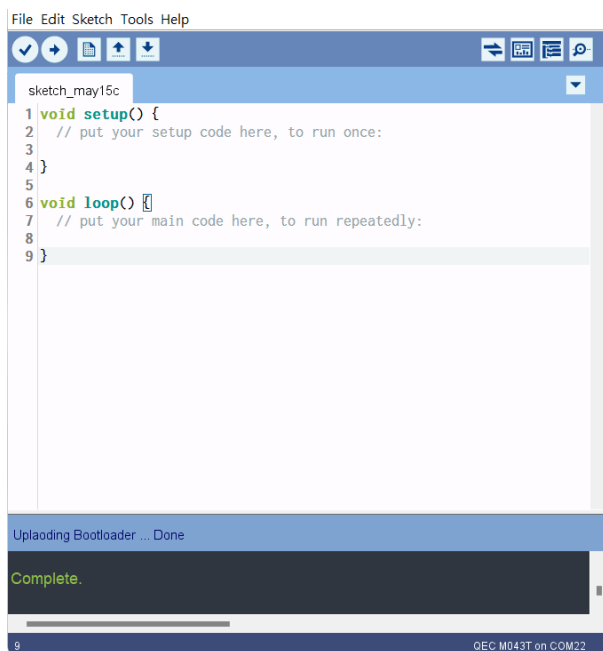 File Edit Sketch Tools Help
sketch_may15c
1 void setup() {
2   // put your setup code here, to run once:
3
4 }
5
6 void loop() {
7   // put your main code here, to run repeatedly:
8
9 }
Uplaoding Bootloader ... Done
Complete.
9 QEC M043T on COM22